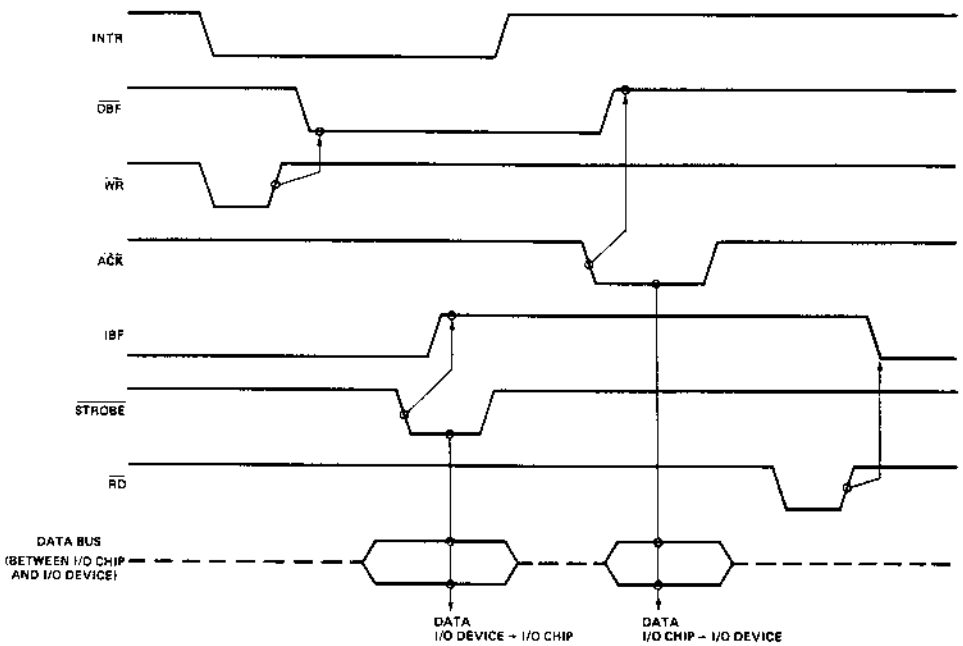 INTR
OBF
WR
ACK
IBF
STROBE
RD
DATA BUS
(BETWEEN I/O CHIP
AND I/O DEVICE)
DATA
I/O DEVICE → I/O CHIP
DATA
I/O CHIP → I/O DEVICE